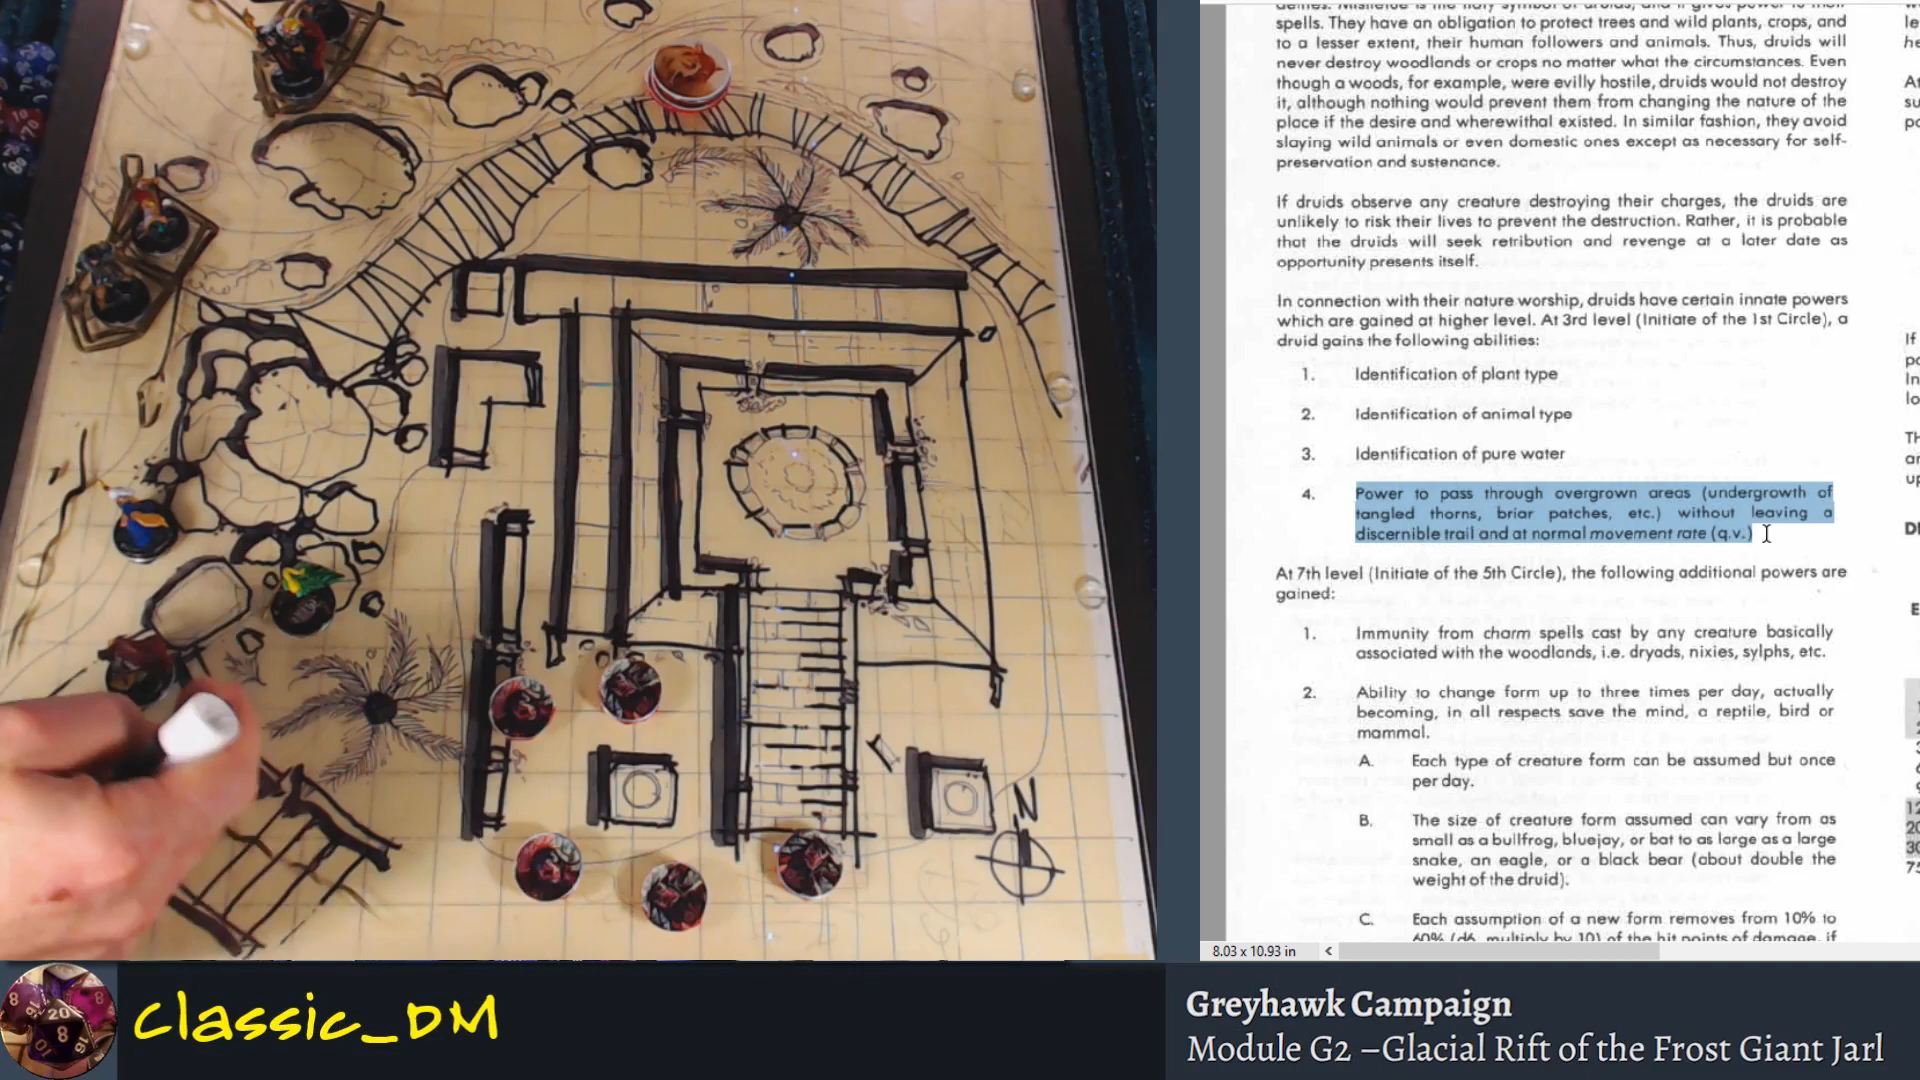 spells. They have an obligation to protect trees and wild plants, crops, and
to a lesser extent, their human followers and animals. Thus, druids will
never destroy woodlands or crops no matter what the circumstances. Even
though a woods, for example, were evilly hostile, druids would not destroy
it, although nothing would prevent them from changing the nature of the
place if the desire and wherewithal existed. In similar fashion, they avoid
slaying wild animals or even domestic ones except as necessary for self-
preservation and sustenance.
If druids observe any creature destroying their charges, the druids are
unlikely to risk their lives to prevent the destruction. Rather, it is probable
that the druids will seek retribution and revenge at a later date as
opportunity presents itself.
In connection with their nature worship, druids have certain innate powers
which are gained at higher level. At 3rd level (Initiate of the 1st Circle), a
druid gains the following abilities:
1. Identification of plant type
2. Identification of animal type
3. Identification of pure water
4. Power to pass through overgrown areas (undergrowth of
tangled thorns, briar patches, etc.) without leaving a
discernible trail and at normal movement rate (q.v.)
At 7th level (Initiate of the 5th Circle), the following additional powers are
gained:
1. Immunity from charm spells cast by any creature basically
associated with the woodlands, i.e. dryads, nixies, sylphs, etc.
2. Ability to change form up to three times per day, actually
becoming, in all respects save the mind, a reptile, bird or
mammal.
A. Each type of creature form can be assumed but once
per day.
B. The size of creature form assumed can vary from as
small as a bullfrog, bluejay, or bat to as large as a large
snake, an eagle, or a black bear (about double the
weight of the druid).
C. Each assumption of a new form removes from 10% to
60% (d6, multiply by 10) of the hit points of damage, if
8.03 x 10.93 in
N
classic_DM
Greyhawk Campaign
Module G2 –Glacial Rift of the Frost Giant Jarl